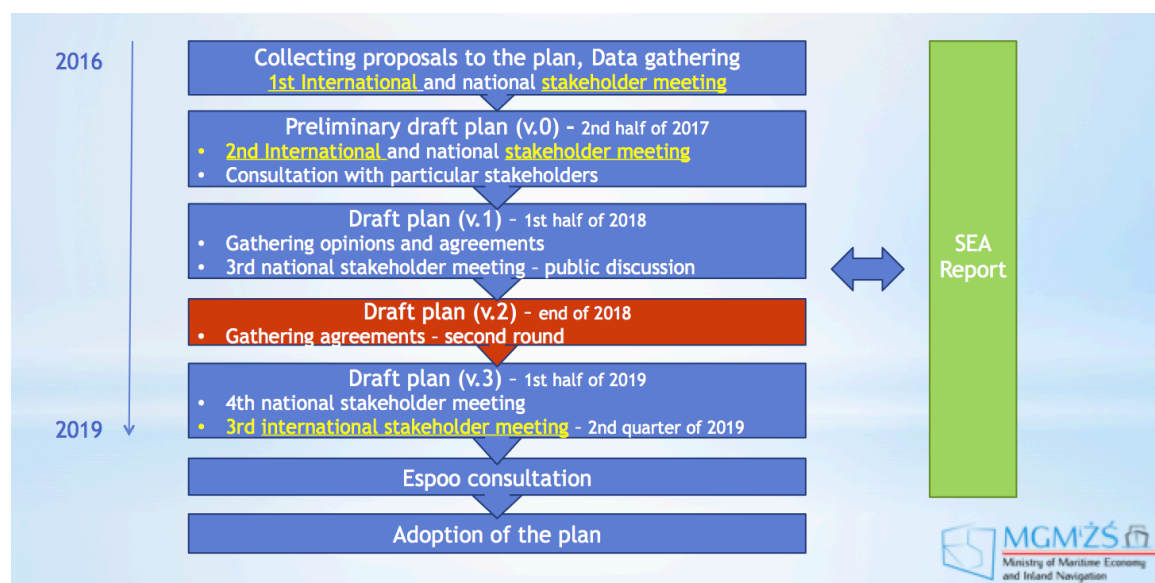 2016
Collecting proposals to the plan, Data gathering
1st International and national stakeholder meeting
Preliminary draft plan (v.0) – 2nd half of 2017
• 2nd International and national stakeholder meeting
• Consultation with particular stakeholders
Draft plan (v.1) – 1st half of 2018
• Gathering opinions and agreements
• 3rd national stakeholder meeting – public discussion
Draft plan (v.2) – end of 2018
• Gathering agreements – second round
Draft plan (v.3) – 1st half of 2019
• 4th national stakeholder meeting
• 3rd international stakeholder meeting – 2nd quarter of 2019
2019
Espoo consultation
Adoption of the plan
SEA
Report
MGMiŻŚ
Ministry of Maritime Economy
and Inland Navigation